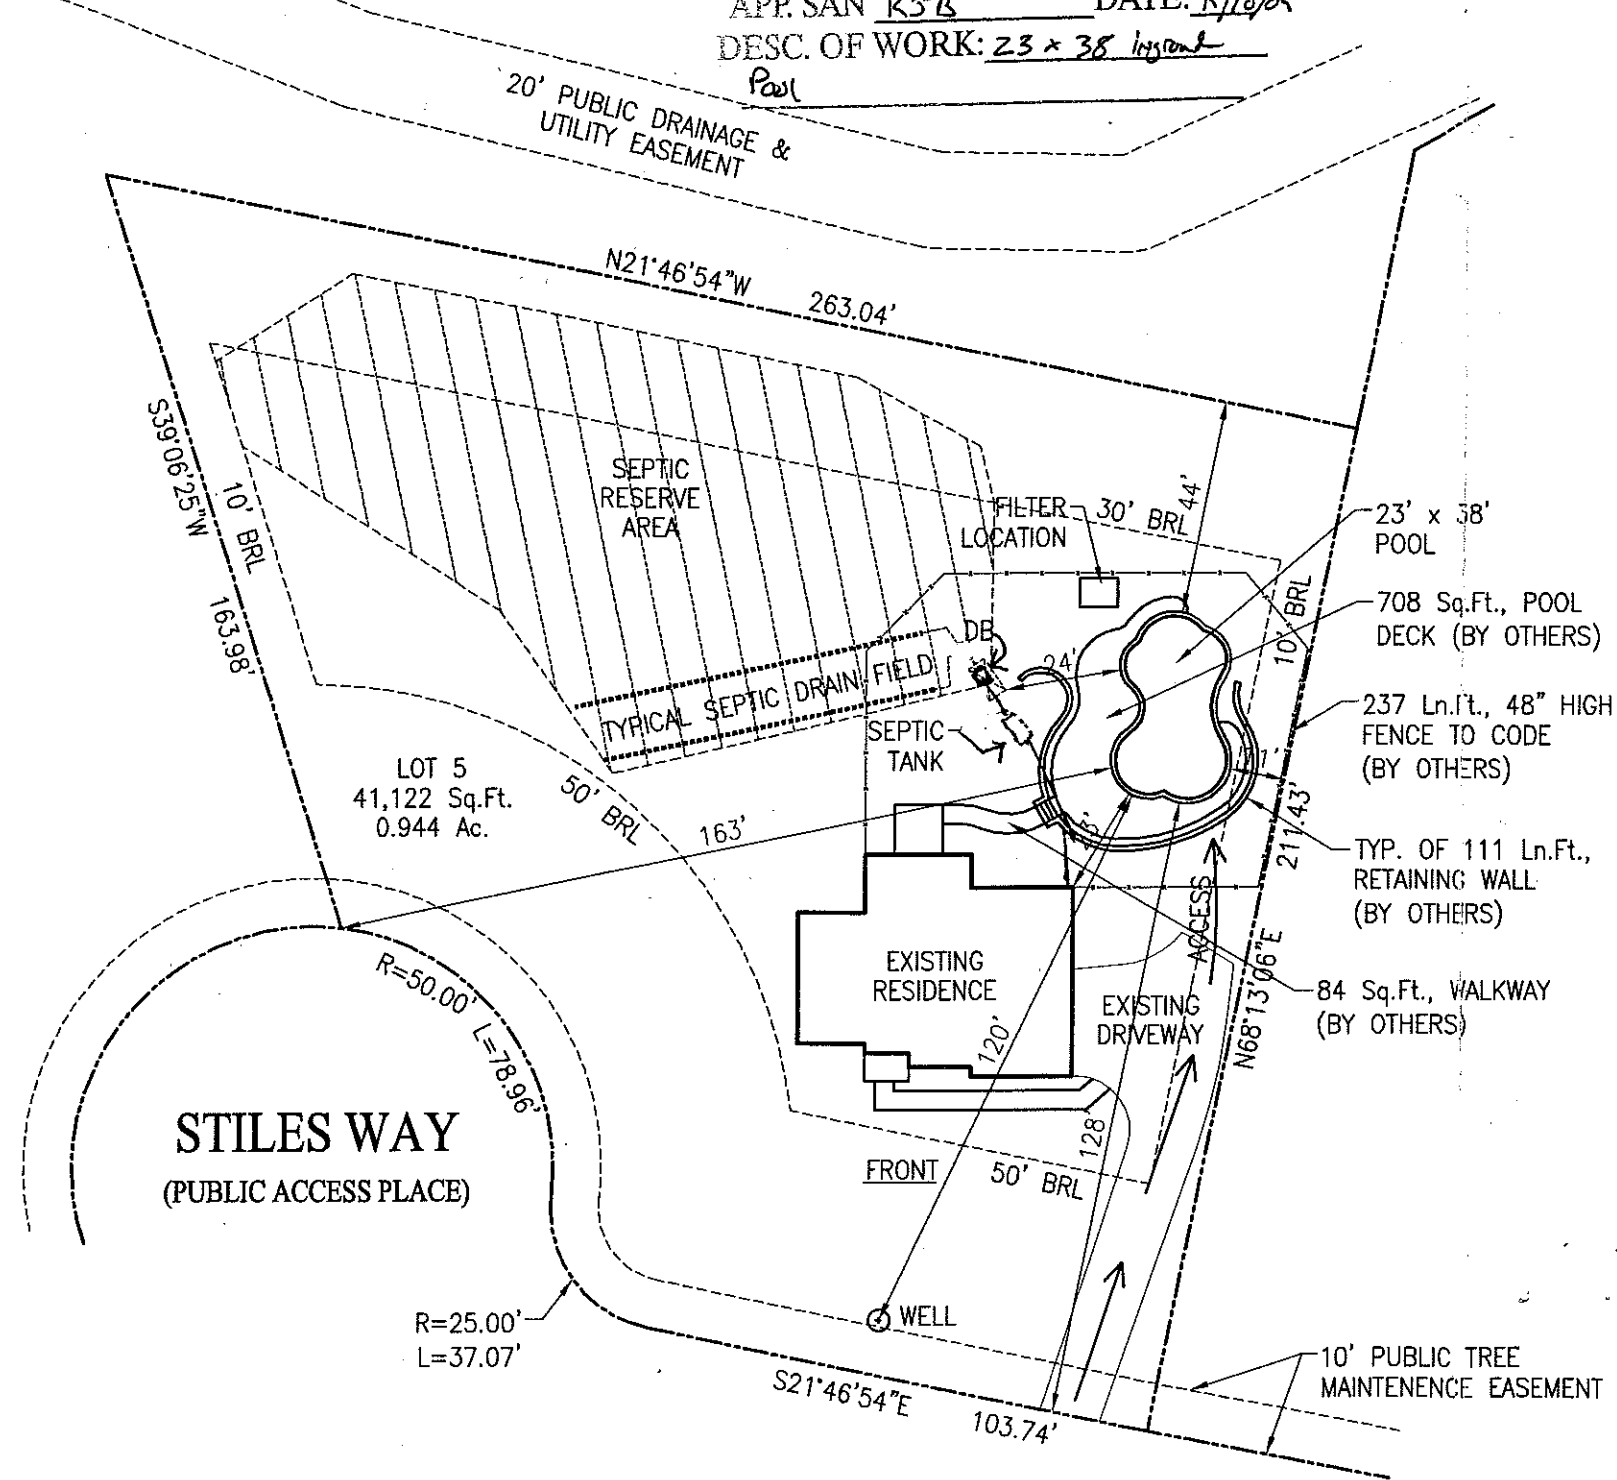 APP. SAN KJB DATE:
DESC. OF WORK: 23 x 38 inground
Pool
20' PUBLIC DRAINAGE &
UTILITY EASEMENT
N21°46'54"W 263.04'
S39°06'25"W 163.98'
10' BRL
SEPTIC
RESERVE
AREA
FILTER
LOCATION
30' BRL
44'
23' x 38'
POOL
10' BRL
708 Sq.Ft., POOL
DECK (BY OTHERS)
DB
24'
TYPICAL SEPTIC DRAIN FIELD
SEPTIC
TANK
237 Ln.Ft., 48" HIGH
FENCE TO CODE
(BY OTHERS)
LOT 5
41,122 Sq.Ft.
0.944 Ac.
50' BRL
163'
211.43'
TYP. OF 111 Ln.Ft.,
RETAINING WALL
(BY OTHERS)
ACCESS
N68°13'06"E
EXISTING
RESIDENCE
EXISTING
DRIVEWAY
84 Sq.Ft., WALKWAY
(BY OTHERS)
120'
R=50.00' L=78.96'
128'
STILES WAY
(PUBLIC ACCESS PLACE)
FRONT
50' BRL
WELL
R=25.00'
L=37.07'
S21°46'54"E 103.74'
10' PUBLIC TREE
MAINTENENCE EASEMENT